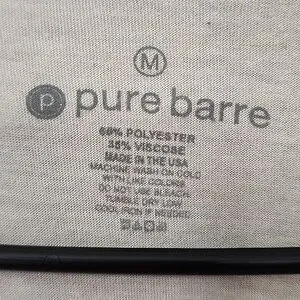 M
p pure barre
65% POLYESTER
35% VISCOSE
MADE IN THE USA
MACHINE WASH ON COLD
WITH LIKE COLORS
DO NOT USE BLEACH
TUMBLE DRY LOW
COOL IRON IF NEEDED